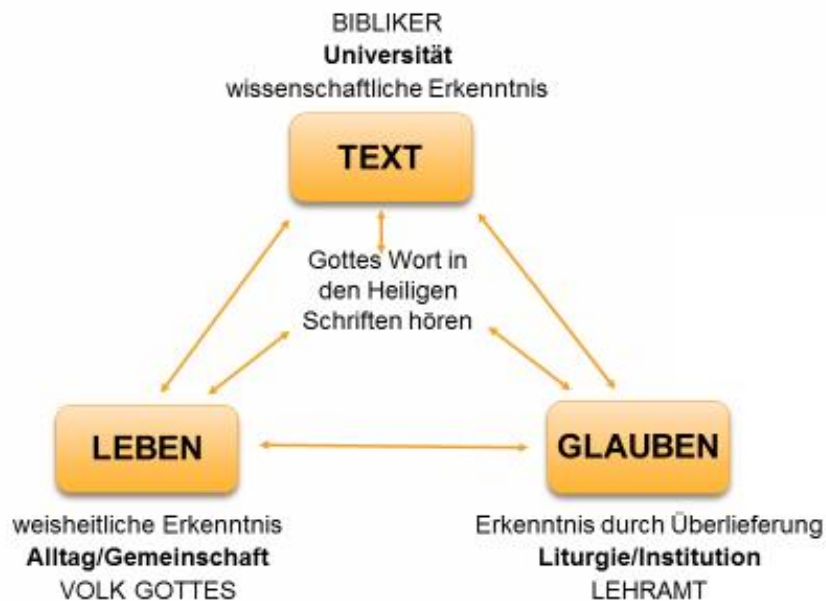 BIBLIKER
Universität
wissenschaftliche Erkenntnis
TEXT
Gottes Wort in
den Heiligen
Schriften hören
LEBEN
GLAUBEN
weisheitliche Erkenntnis
Alltag/Gemeinschaft
VOLK GOTTES
Erkenntnis durch Überlieferung
Liturgie/Institution
LEHRAMT